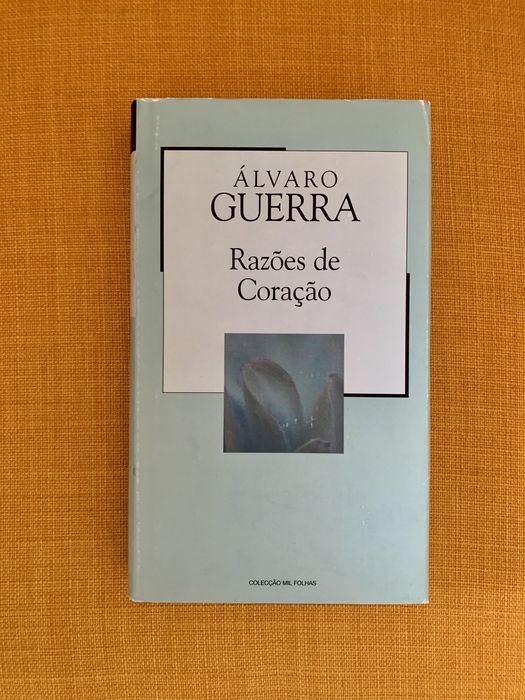 ÁLVARO
GUERRA
Razões de
Coração
COLECÇÃO MIL FOLHAS